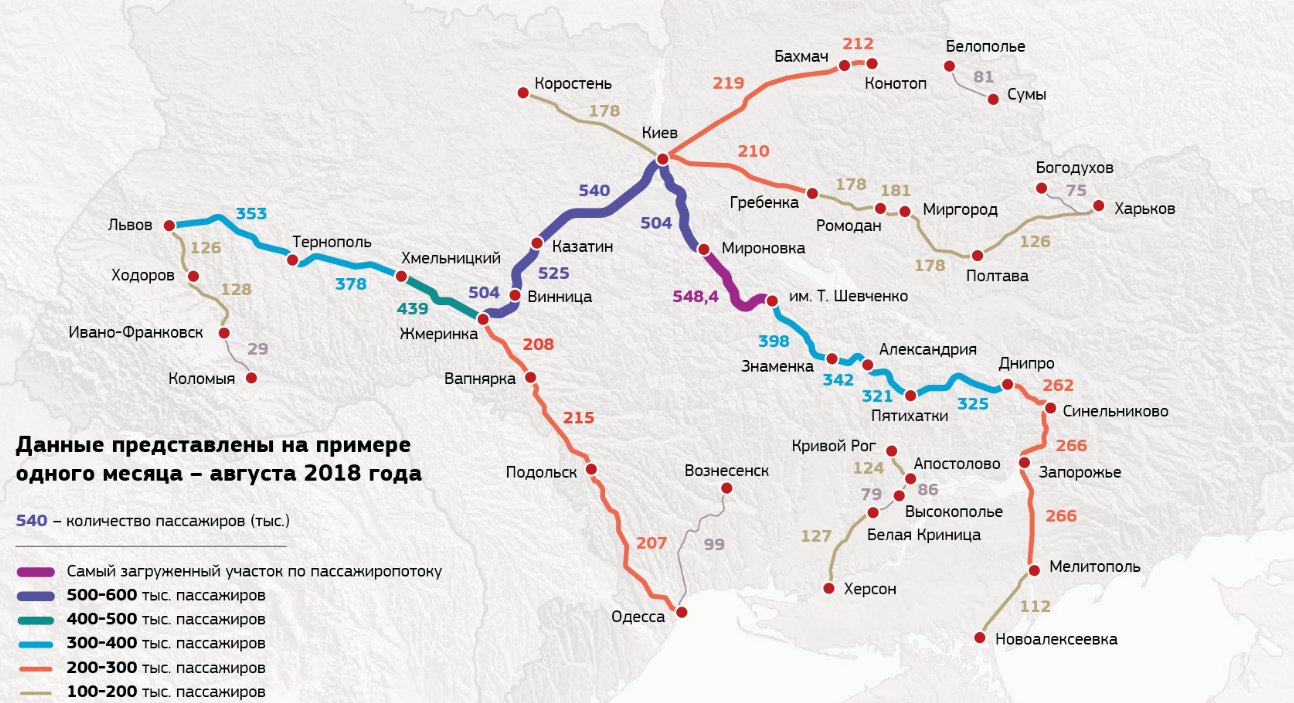 212
Бахмач
Белополье
Коростень
219
Конотоп
81
Сумы
178
Киев
210
Богодухов
540
178
181
75
Гребенка
Миргород
Харьков
Львов
353
504
Ромодан
126
Тернополь
126
Казатин
Мироновка
178
Хмельницкий
Полтава
Ходоров
525
378
128
504
Винница
548,4
им. Т. Шевченко
439
Ивано-Франковск
Жмеринка
208
398
29
Александрия
Знаменка
Днипро
Коломыя
Вапнярка
342
321
325
262
Пятихатки
Синельниково
215
Данные представлены на примере
одного месяца – августа 2018 года
Кривой Рог
266
Апостолово
124
Подольск
Вознесенск
Запорожье
79
86
Высокополье
540 – количество пассажиров (тыс.)
266
Белая Криница
127
207
99
Самый загруженный участок по пассажиропотоку
Мелитополь
500-600 тыс. пассажиров
Херсон
112
400-500 тыс. пассажиров
Одесса
300-400 тыс. пассажиров
Новоалексеевка
200-300 тыс. пассажиров
100-200 тыс. пассажиров